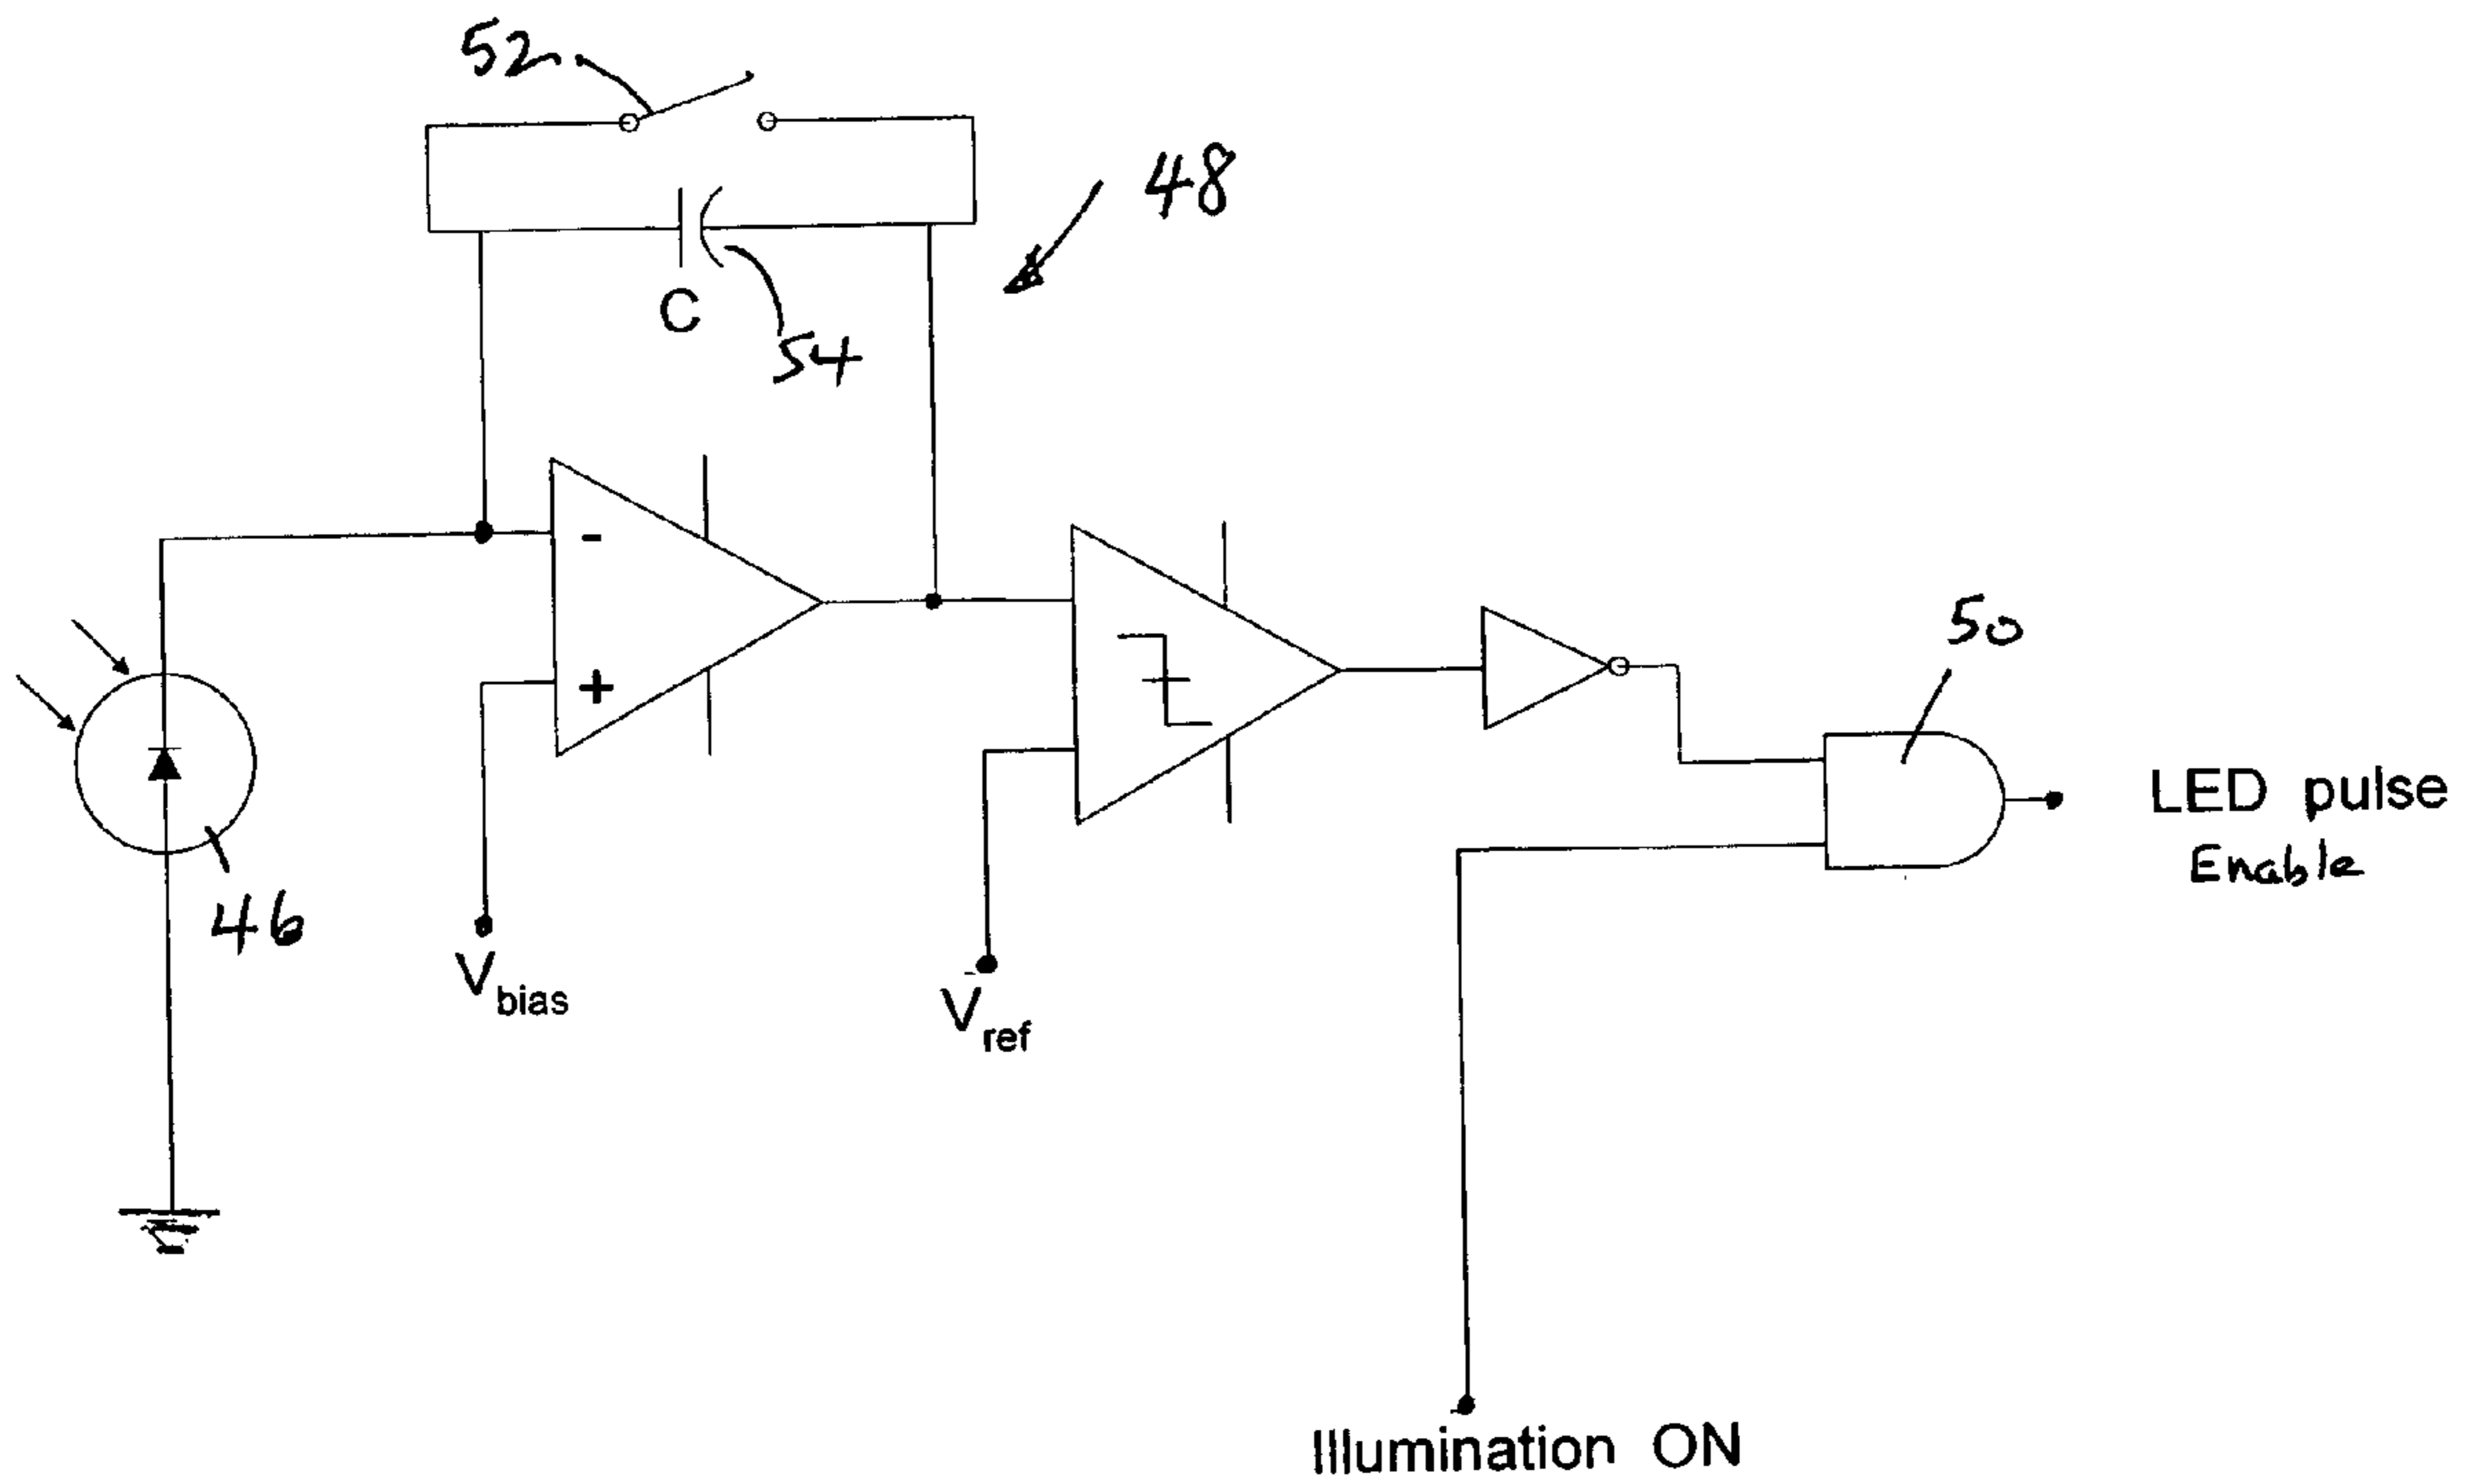 52
48
C
54
-
+
50
LED pulse
Enable
46
Vbias
Vref
Illumination ON